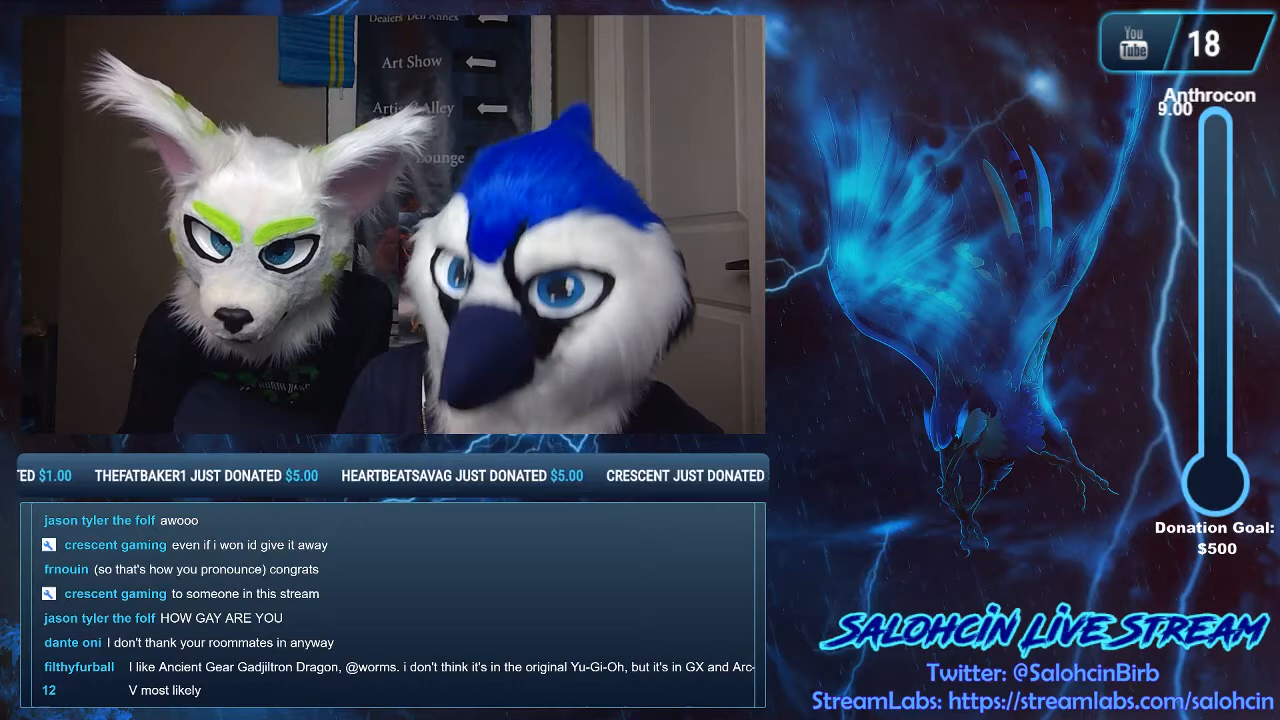 Dealers' Den Annex
Art Show
Artist Alley
Lounge
You
Tube
18
Anthrocon
9.00
Donation Goal:
$500
TED $1.00 THEFATBAKER1 JUST DONATED $5.00 HEARTBEATSAVAG JUST DONATED $5.00 CRESCENT JUST DONATED
jason tyler the folf awooo
crescent gaming even if i won id give it away
frnouin (so that's how you pronounce) congrats
crescent gaming to someone in this stream
jason tyler the folf HOW GAY ARE YOU
dante oni I don't thank your roommates in anyway
filthyfurball I like Ancient Gear Gadjiltron Dragon, @worms. i don't think it's in the original Yu-Gi-Oh, but it's in GX and Arc-
12 V most likely
SALOHCIN LIVE STREAM
Twitter: @SalohcinBirb
StreamLabs: https://streamlabs.com/salohcin